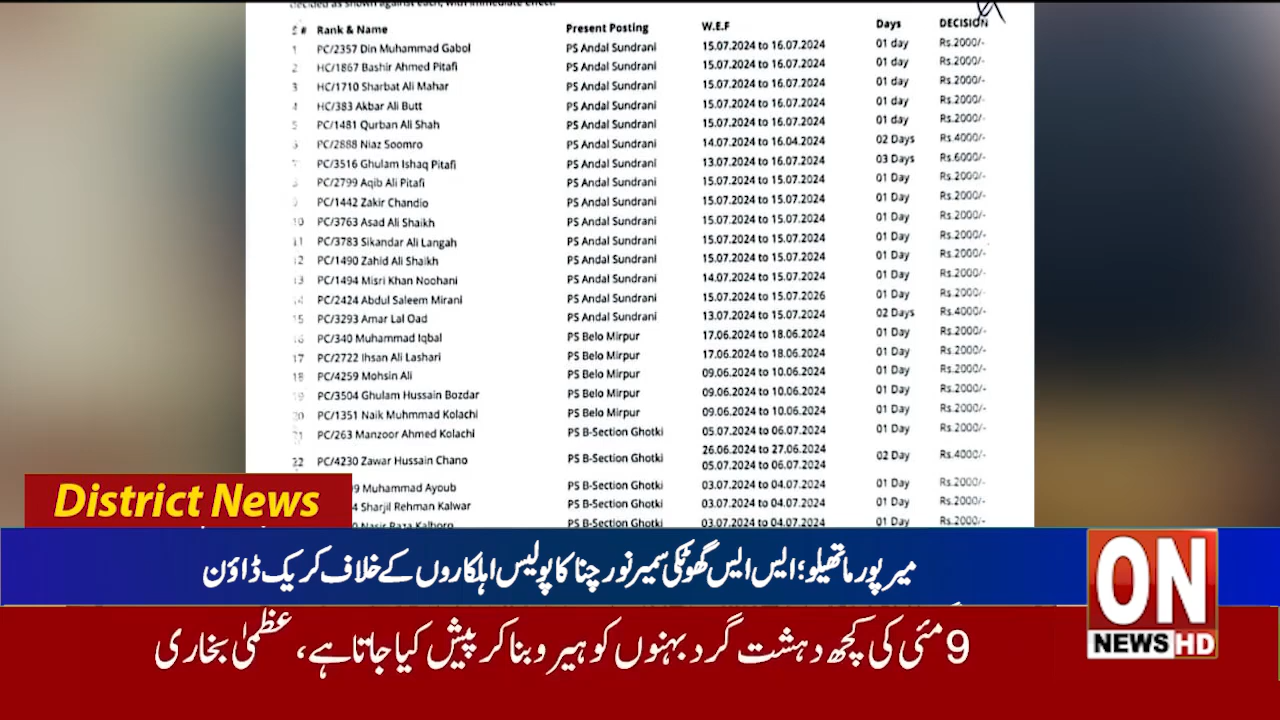 decided as shown against each, with immediate effect.
S # Rank & Name Present Posting W.E.F Days DECISION
1 PC/2357 Din Muhammad Gabol PS Andal Sundrani 15.07.2024 to 16.07.2024 01 day Rs.2000/-
2 HC/1867 Bashir Ahmed Pitafi PS Andal Sundrani 15.07.2024 to 16.07.2024 01 day Rs.2000/-
3 HC/1710 Sharbat Ali Mahar PS Andal Sundrani 15.07.2024 to 16.07.2024 01 day Rs.2000/-
4 HC/383 Akbar Ali Butt PS Andal Sundrani 15.07.2024 to 16.07.2024 01 day Rs.2000/-
5 PC/1481 Qurban Ali Shah PS Andal Sundrani 15.07.2024 to 16.07.2024 01 day Rs.2000/-
6 PC/2888 Niaz Soomro PS Andal Sundrani 14.07.2024 to 16.04.2024 02 Days Rs.4000/-
7 PC/3516 Ghulam Ishaq Pitafi PS Andal Sundrani 13.07.2024 to 16.07.2024 03 Days Rs.6000/-
8 PC/2799 Aqib Ali Pitafi PS Andal Sundrani 15.07.2024 to 15.07.2024 01 Day Rs.2000/-
9 PC/1442 Zakir Chandio PS Andal Sundrani 15.07.2024 to 15.07.2024 01 Day Rs.2000/-
10 PC/3763 Asad Ali Shaikh PS Andal Sundrani 15.07.2024 to 15.07.2024 01 Day Rs.2000/-
11 PC/3783 Sikandar Ali Langah PS Andal Sundrani 15.07.2024 to 15.07.2024 01 Day Rs.2000/-
12 PC/1490 Zahid Ali Shaikh PS Andal Sundrani 15.07.2024 to 15.07.2024 01 Day Rs.2000/-
13 PC/1494 Misri Khan Noohani PS Andal Sundrani 14.07.2024 to 15.07.2024 01 Day Rs.2000/-
14 PC/2424 Abdul Saleem Mirani PS Andal Sundrani 15.07.2024 to 15.07.2026 01 Day Rs.2000/-
15 PC/3293 Amar Lal Oad PS Andal Sundrani 13.07.2024 to 15.07.2024 02 Days Rs.4000/-
16 PC/340 Muhammad Iqbal PS Belo Mirpur 17.06.2024 to 18.06.2024 01 Day Rs.2000/-
17 PC/2722 Ihsan Ali Lashari PS Belo Mirpur 17.06.2024 to 18.06.2024 01 Day Rs.2000/-
18 PC/4259 Mohsin Ali PS Belo Mirpur 09.06.2024 to 10.06.2024 01 Day Rs.2000/-
19 PC/3504 Ghulam Hussain Bozdar PS Belo Mirpur 09.06.2024 to 10.06.2024 01 Day Rs.2000/-
20 PC/1351 Naik Muhmmad Kolachi PS Belo Mirpur 09.06.2024 to 10.06.2024 01 Day Rs.2000/-
21 PC/263 Manzoor Ahmed Kolachi PS B-Section Ghotki 05.07.2024 to 06.07.2024 01 Day Rs.2000/-
22 PC/4230 Zawar Hussain Chano PS B-Section Ghotki 26.06.2024 to 27.06.2024 02 Day Rs.4000/-
05.07.2024 to 06.07.2024
9 Muhammad Ayoub PS B-Section Ghotki 03.07.2024 to 04.07.2024 01 Day Rs.2000/-
4 Sharjil Rehman Kalwar PS B-Section Ghotki 03.07.2024 to 04.07.2024 01 Day Rs.2000/-
Nasir Raza Kalhoro PS B-Section Ghotki 03.07.2024 to 04.07.2024 01 Day Rs.2000/-
District News
میرپور ماتھیلو؛ ایس ایس گھوٹکی سمیر نور چنا کا پولیس اہلکاروں کے خلاف کریک ڈاؤن
ON
NEWS HD
9 مئی کی کچھ دہشت گرد بہنوں کو ہیرو بنا کر پیش کیا جاتا ہے، عظمیٰ بخاری